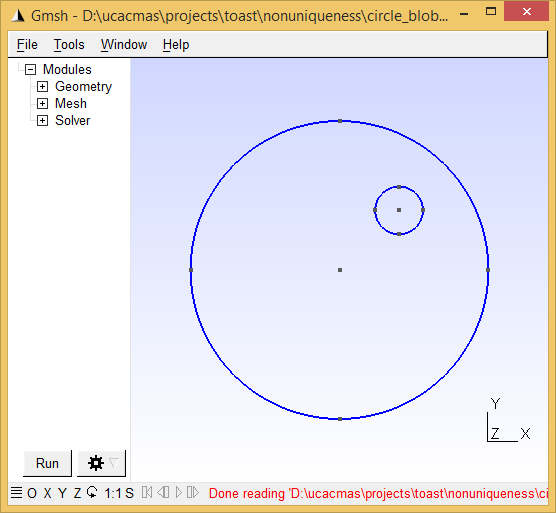 Gmsh - D:\ucacmas\projects\toast\nonuniqueness\circle_blob...
File Tools Window Help
Modules
Geometry
Mesh
Solver
Y
Z X
Run
O X Y Z 1:1 S Done reading 'D:\ucacmas\projects\toast\nonuniqueness\ci